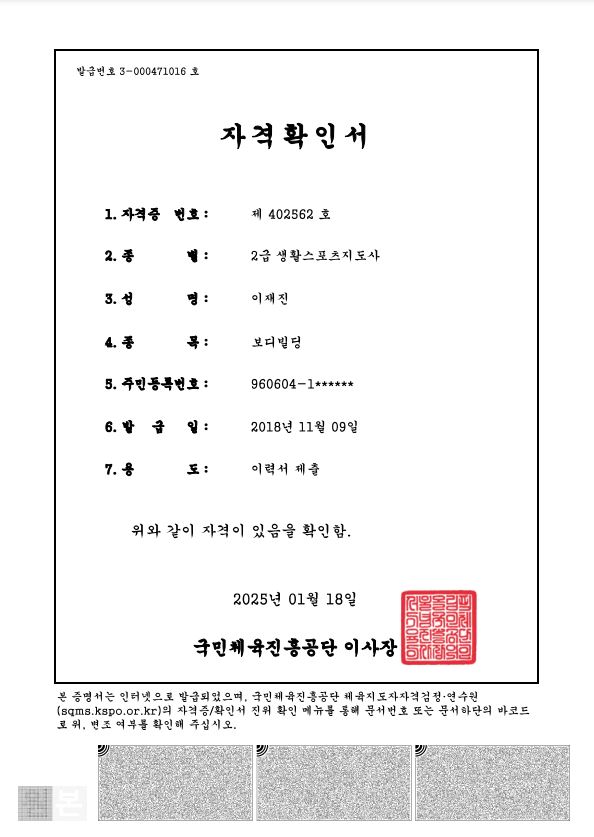 발급번호 3-000471016 호
자격확인서
1. 자격증 번호 : 제 402562 호
2. 종 별 : 2급 생활스포츠지도사
3. 성 명 : 이재진
4. 종 목 : 보디빌딩
5. 주민등록번호 : 960604-1******
6. 발 급 일 : 2018년 11월 09일
7. 용 도 : 이력서 제출
위와 같이 자격이 있음을 확인함.
2025년 01월 18일
국민체육진흥공단 이사장
본 증명서는 인터넷으로 발급되었으며, 국민체육진흥공단 체육지도자자격검정·연수원
(sqms.kspo.or.kr)의 자격증/확인서 진위 확인 메뉴를 통해 문서번호 또는 문서하단의 바코드
로 위, 변조 여부를 확인해 주십시오.
원본